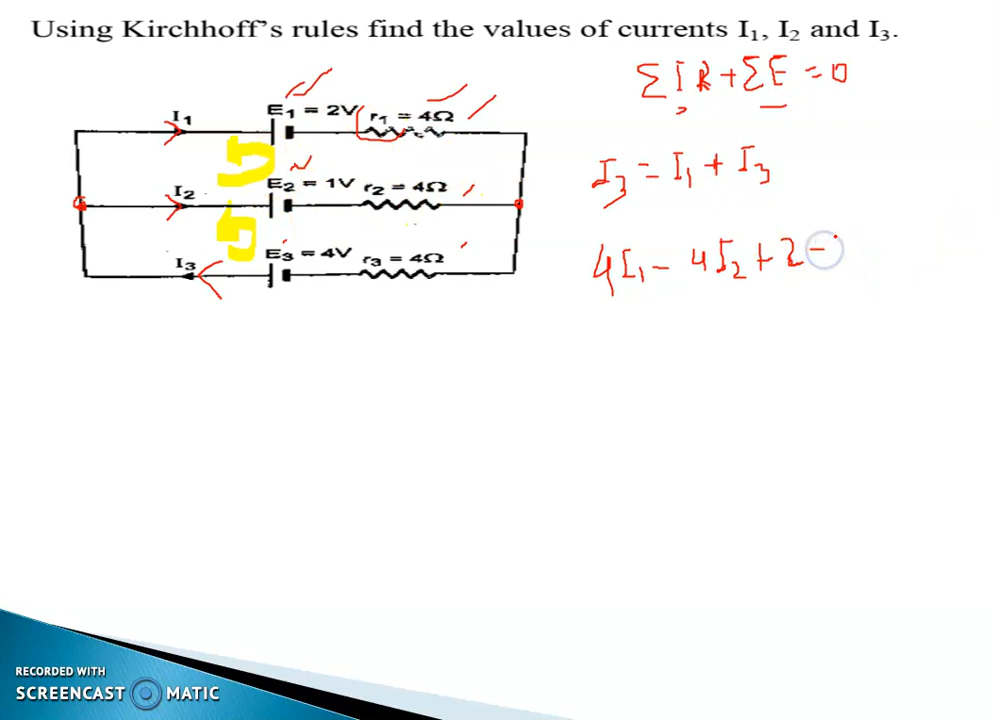 Using Kirchhoff's rules find the values of currents I₁, I₂ and I₃.
Σ I R + Σ E = 0
I₁ E₁ = 2V r₁ = 4Ω
I₃ = I₁ + I₃
I₂ E₂ = 1V r₂ = 4Ω
4I₁ - 4I₂ + 2 -
I₃ E₃ = 4V r₃ = 4Ω
RECORDED WITH
SCREENCAST MATIC